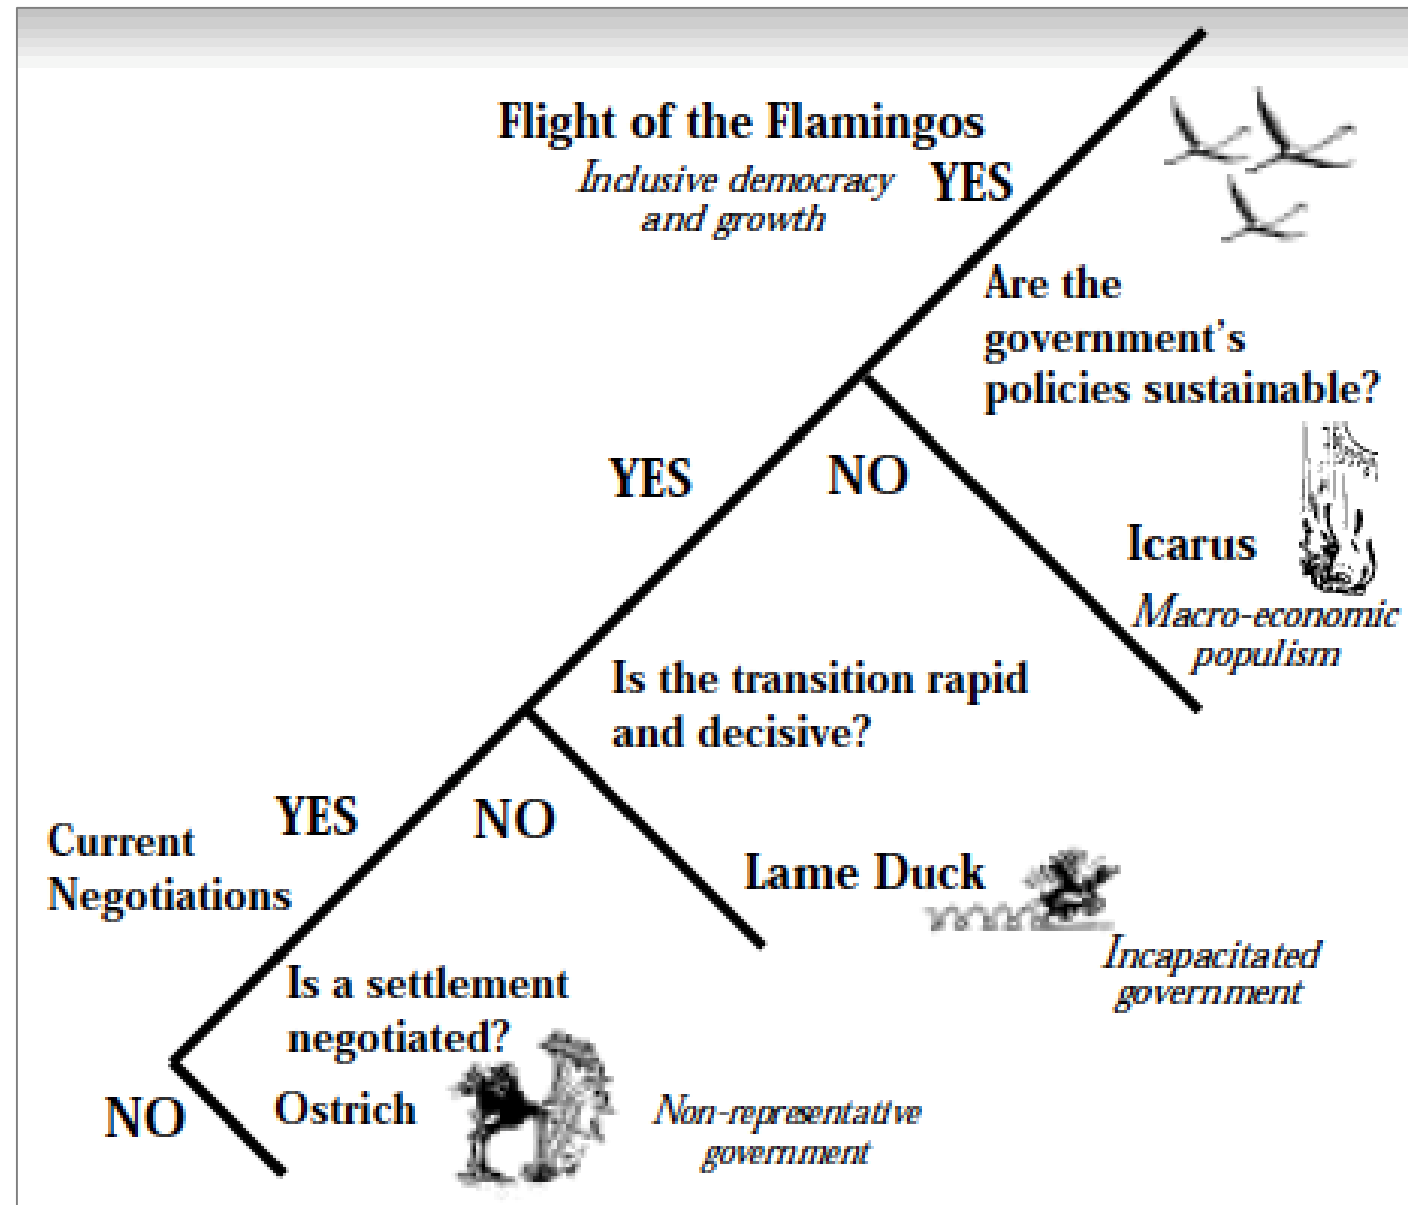 Flight of the Flamingos
Inclusive democracy
and growth
YES
Are the
government's
policies sustainable?
YES
NO
Icarus
Macro-economic
populism
Is the transition rapid
and decisive?
YES
NO
Current
Negotiations
Lame Duck
Incapacitated
government
Is a settlement
negotiated?
NO
Ostrich
Non-representative
government